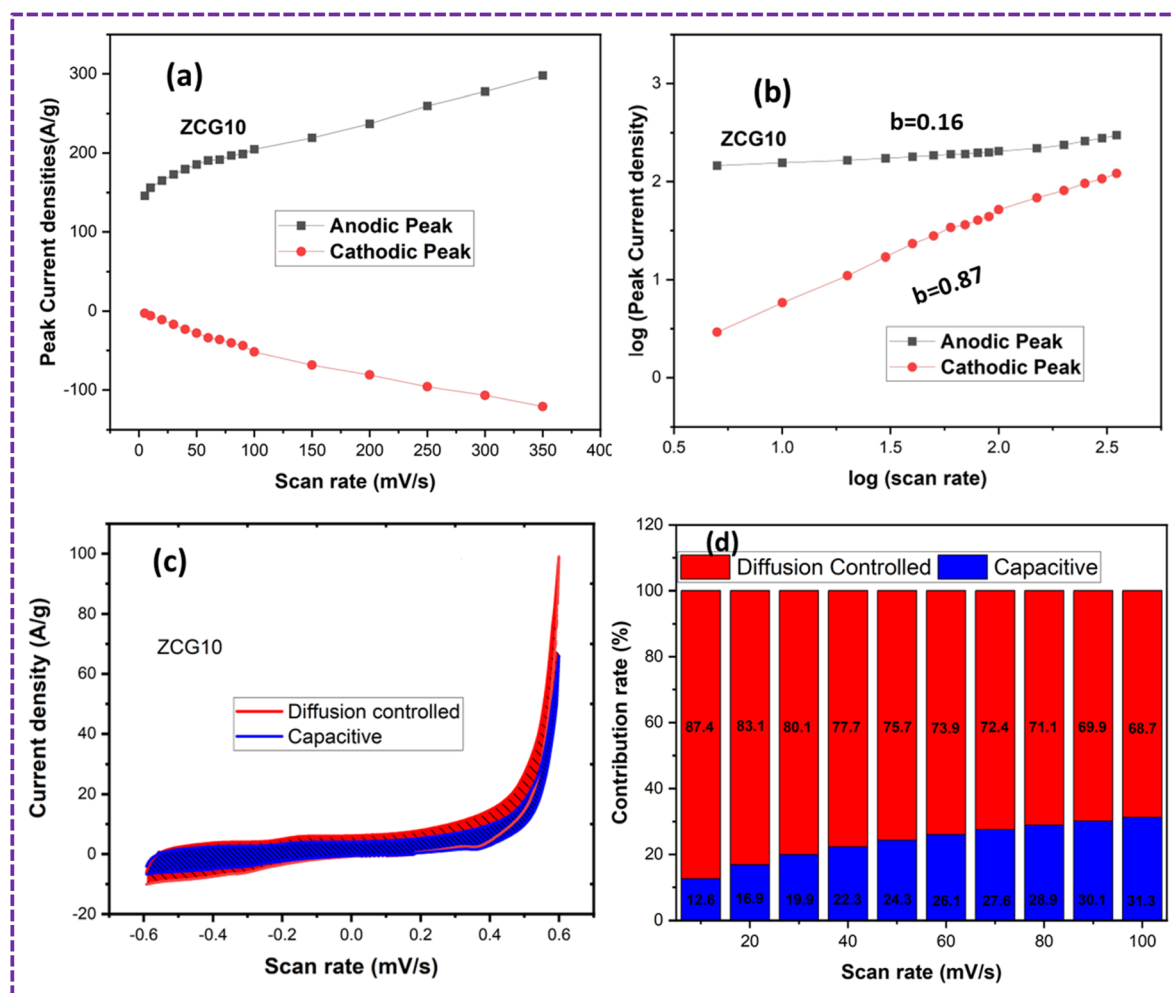 (a)
ZCG10
Anodic Peak
Cathodic Peak
300
200
100
0
-100
Peak Current densities(A/g)
0 50 100 150 200 250 300 350 400
Scan rate (mV/s)
(b)
ZCG10
b=0.16
b=0.87
Anodic Peak
Cathodic Peak
3
2
1
0
log (Peak Current density)
0.5 1.0 1.5 2.0 2.5
log (scan rate)
(c)
ZCG10
Diffusion controlled
Capacitive
100
80
60
40
20
0
-20
Current density (A/g)
-0.6 -0.4 -0.2 0.0 0.2 0.4 0.6
Scan rate (mV/s)
(d)
Diffusion Controlled Capacitive
120
100
80
60
40
20
0
Contribution rate (%)
87.4 83.1 80.1 77.7 75.7 73.9 72.4 71.1 69.9 68.7
12.6 16.9 19.9 22.3 24.3 26.1 27.6 28.9 30.1 31.3
20 40 60 80 100
Scan rate (mV/s)